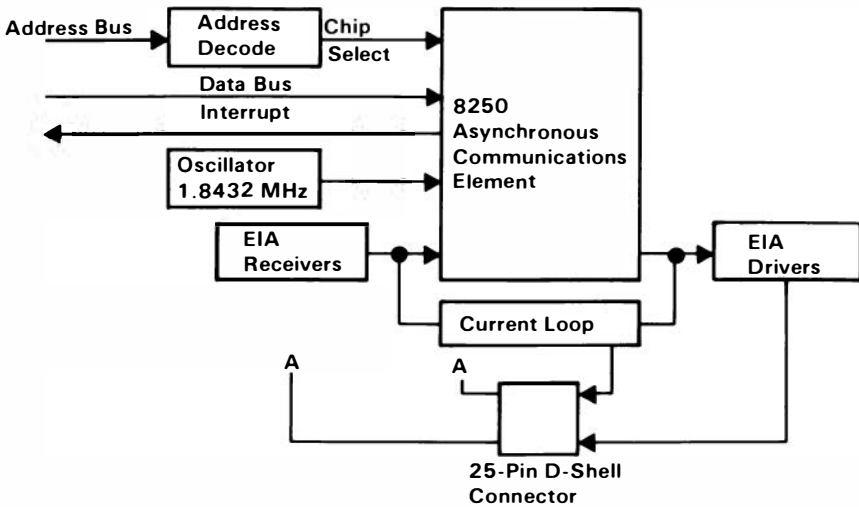 Address Bus
Address
Decode
Chip
Select
Data Bus
Interrupt
8250
Asynchronous
Communications
Element
Oscillator
1.8432 MHz
EIA
Receivers
EIA
Drivers
Current Loop
A
A
25-Pin D-Shell
Connector